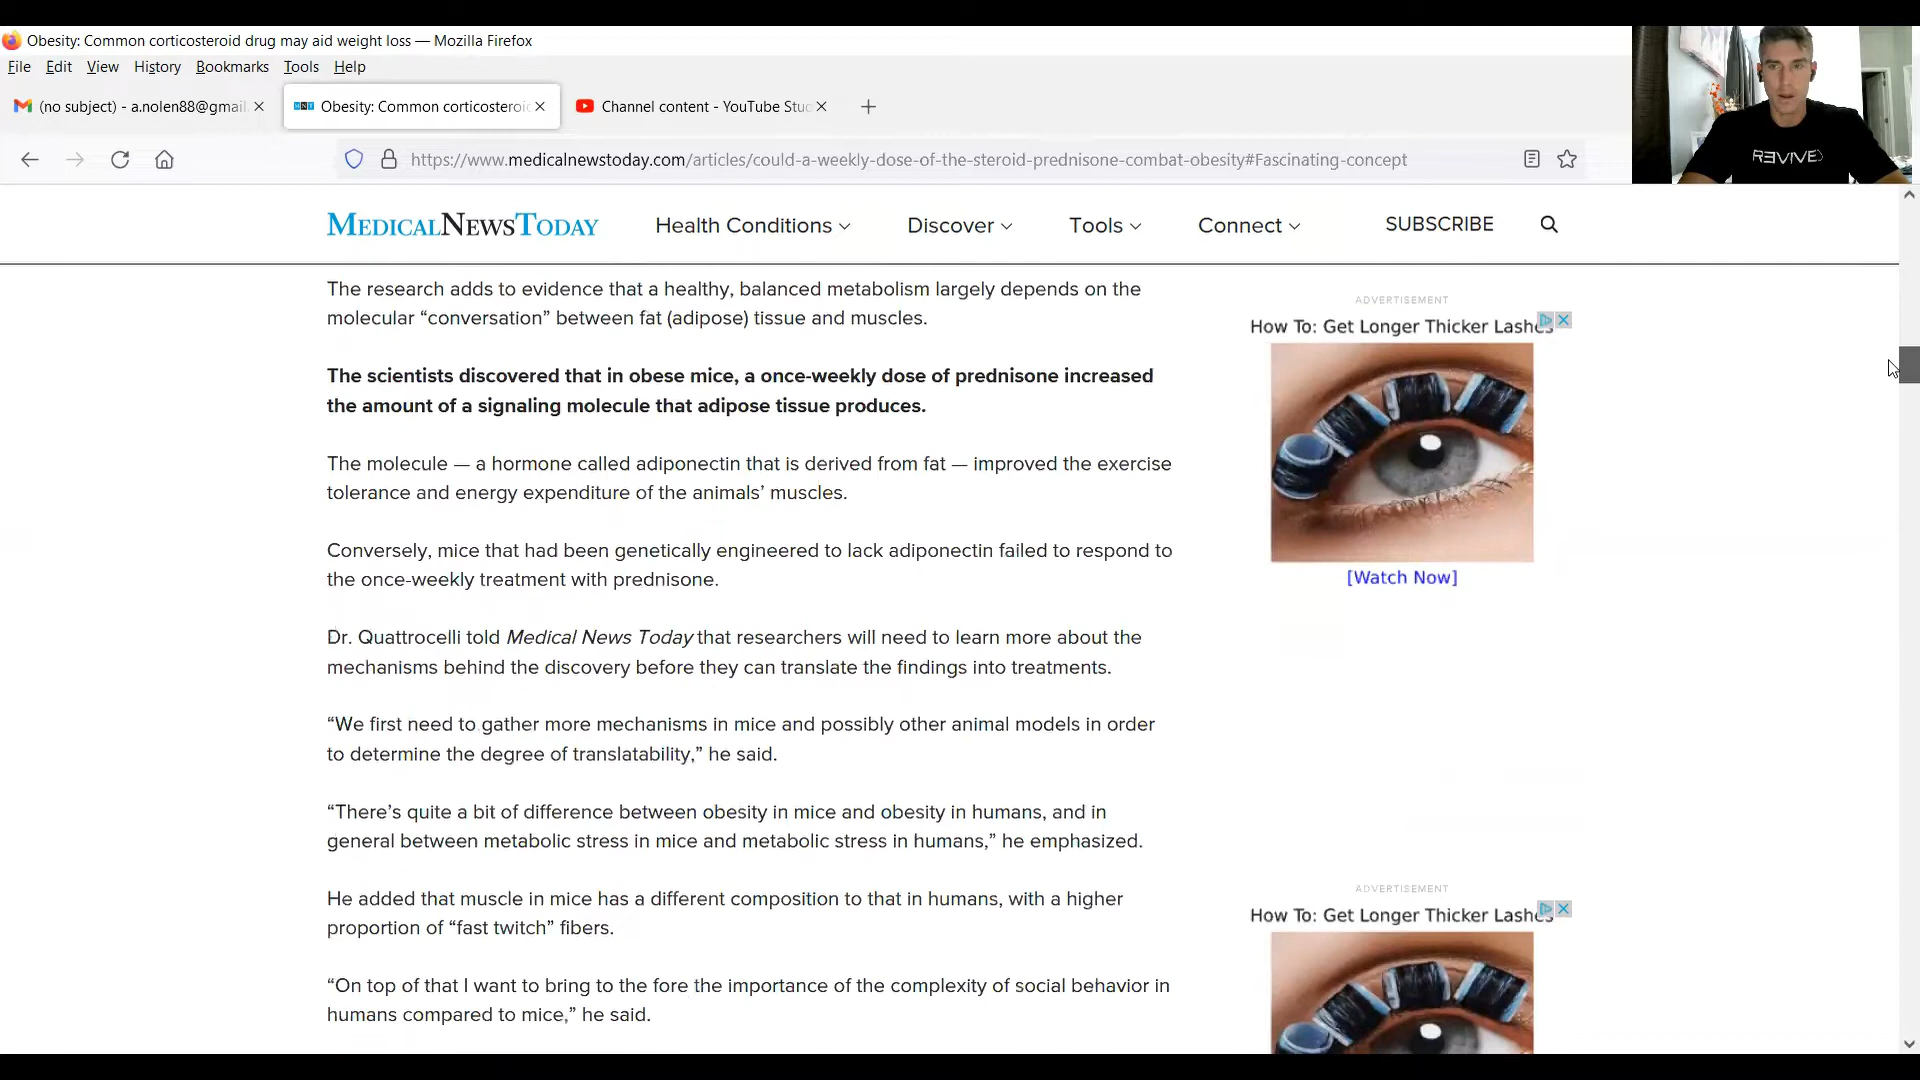 Obesity: Common corticosteroid drug may aid weight loss — Mozilla Firefox
File Edit View History Bookmarks Tools Help
(no subject) - a.nolen88@gmail
Obesity: Common corticosteroi
Channel content - YouTube Stud
https://www.medicalnewstoday.com/articles/could-a-weekly-dose-of-the-steroid-prednisone-combat-obesity#Fascinating-concept
REVIVE
MEDICALNEWSTODAY
Health Conditions
Discover
Tools
Connect
SUBSCRIBE
The research adds to evidence that a healthy, balanced metabolism largely depends on the
molecular “conversation” between fat (adipose) tissue and muscles.
The scientists discovered that in obese mice, a once-weekly dose of prednisone increased
the amount of a signaling molecule that adipose tissue produces.
The molecule — a hormone called adiponectin that is derived from fat — improved the exercise
tolerance and energy expenditure of the animals’ muscles.
Conversely, mice that had been genetically engineered to lack adiponectin failed to respond to
the once-weekly treatment with prednisone.
Dr. Quattrocelli told Medical News Today that researchers will need to learn more about the
mechanisms behind the discovery before they can translate the findings into treatments.
“We first need to gather more mechanisms in mice and possibly other animal models in order
to determine the degree of translatability,” he said.
“There’s quite a bit of difference between obesity in mice and obesity in humans, and in
general between metabolic stress in mice and metabolic stress in humans,” he emphasized.
He added that muscle in mice has a different composition to that in humans, with a higher
proportion of “fast twitch” fibers.
“On top of that I want to bring to the fore the importance of the complexity of social behavior in
humans compared to mice,” he said.
ADVERTISEMENT
How To: Get Longer Thicker Lashes
[Watch Now]
ADVERTISEMENT
How To: Get Longer Thicker Lashes